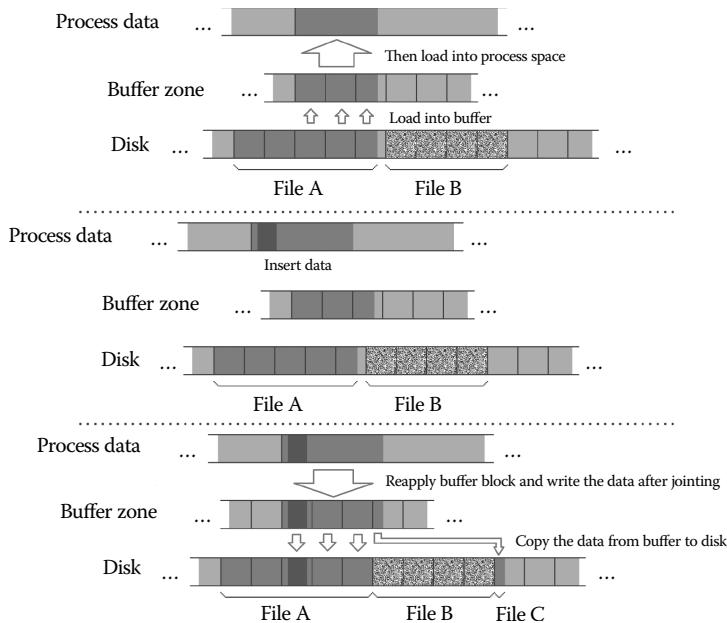 Process data ... ...
Then load into process space
Buffer zone ... ...
Load into buffer
Disk ... ...
File A File B
Process data ... ...
Insert data
Buffer zone ... ...
Disk ... ...
File A File B
Process data ... ...
Reapply buffer block and write the data after jointing
Buffer zone ... ...
Copy the data from buffer to disk
Disk ... ...
File A File B File C